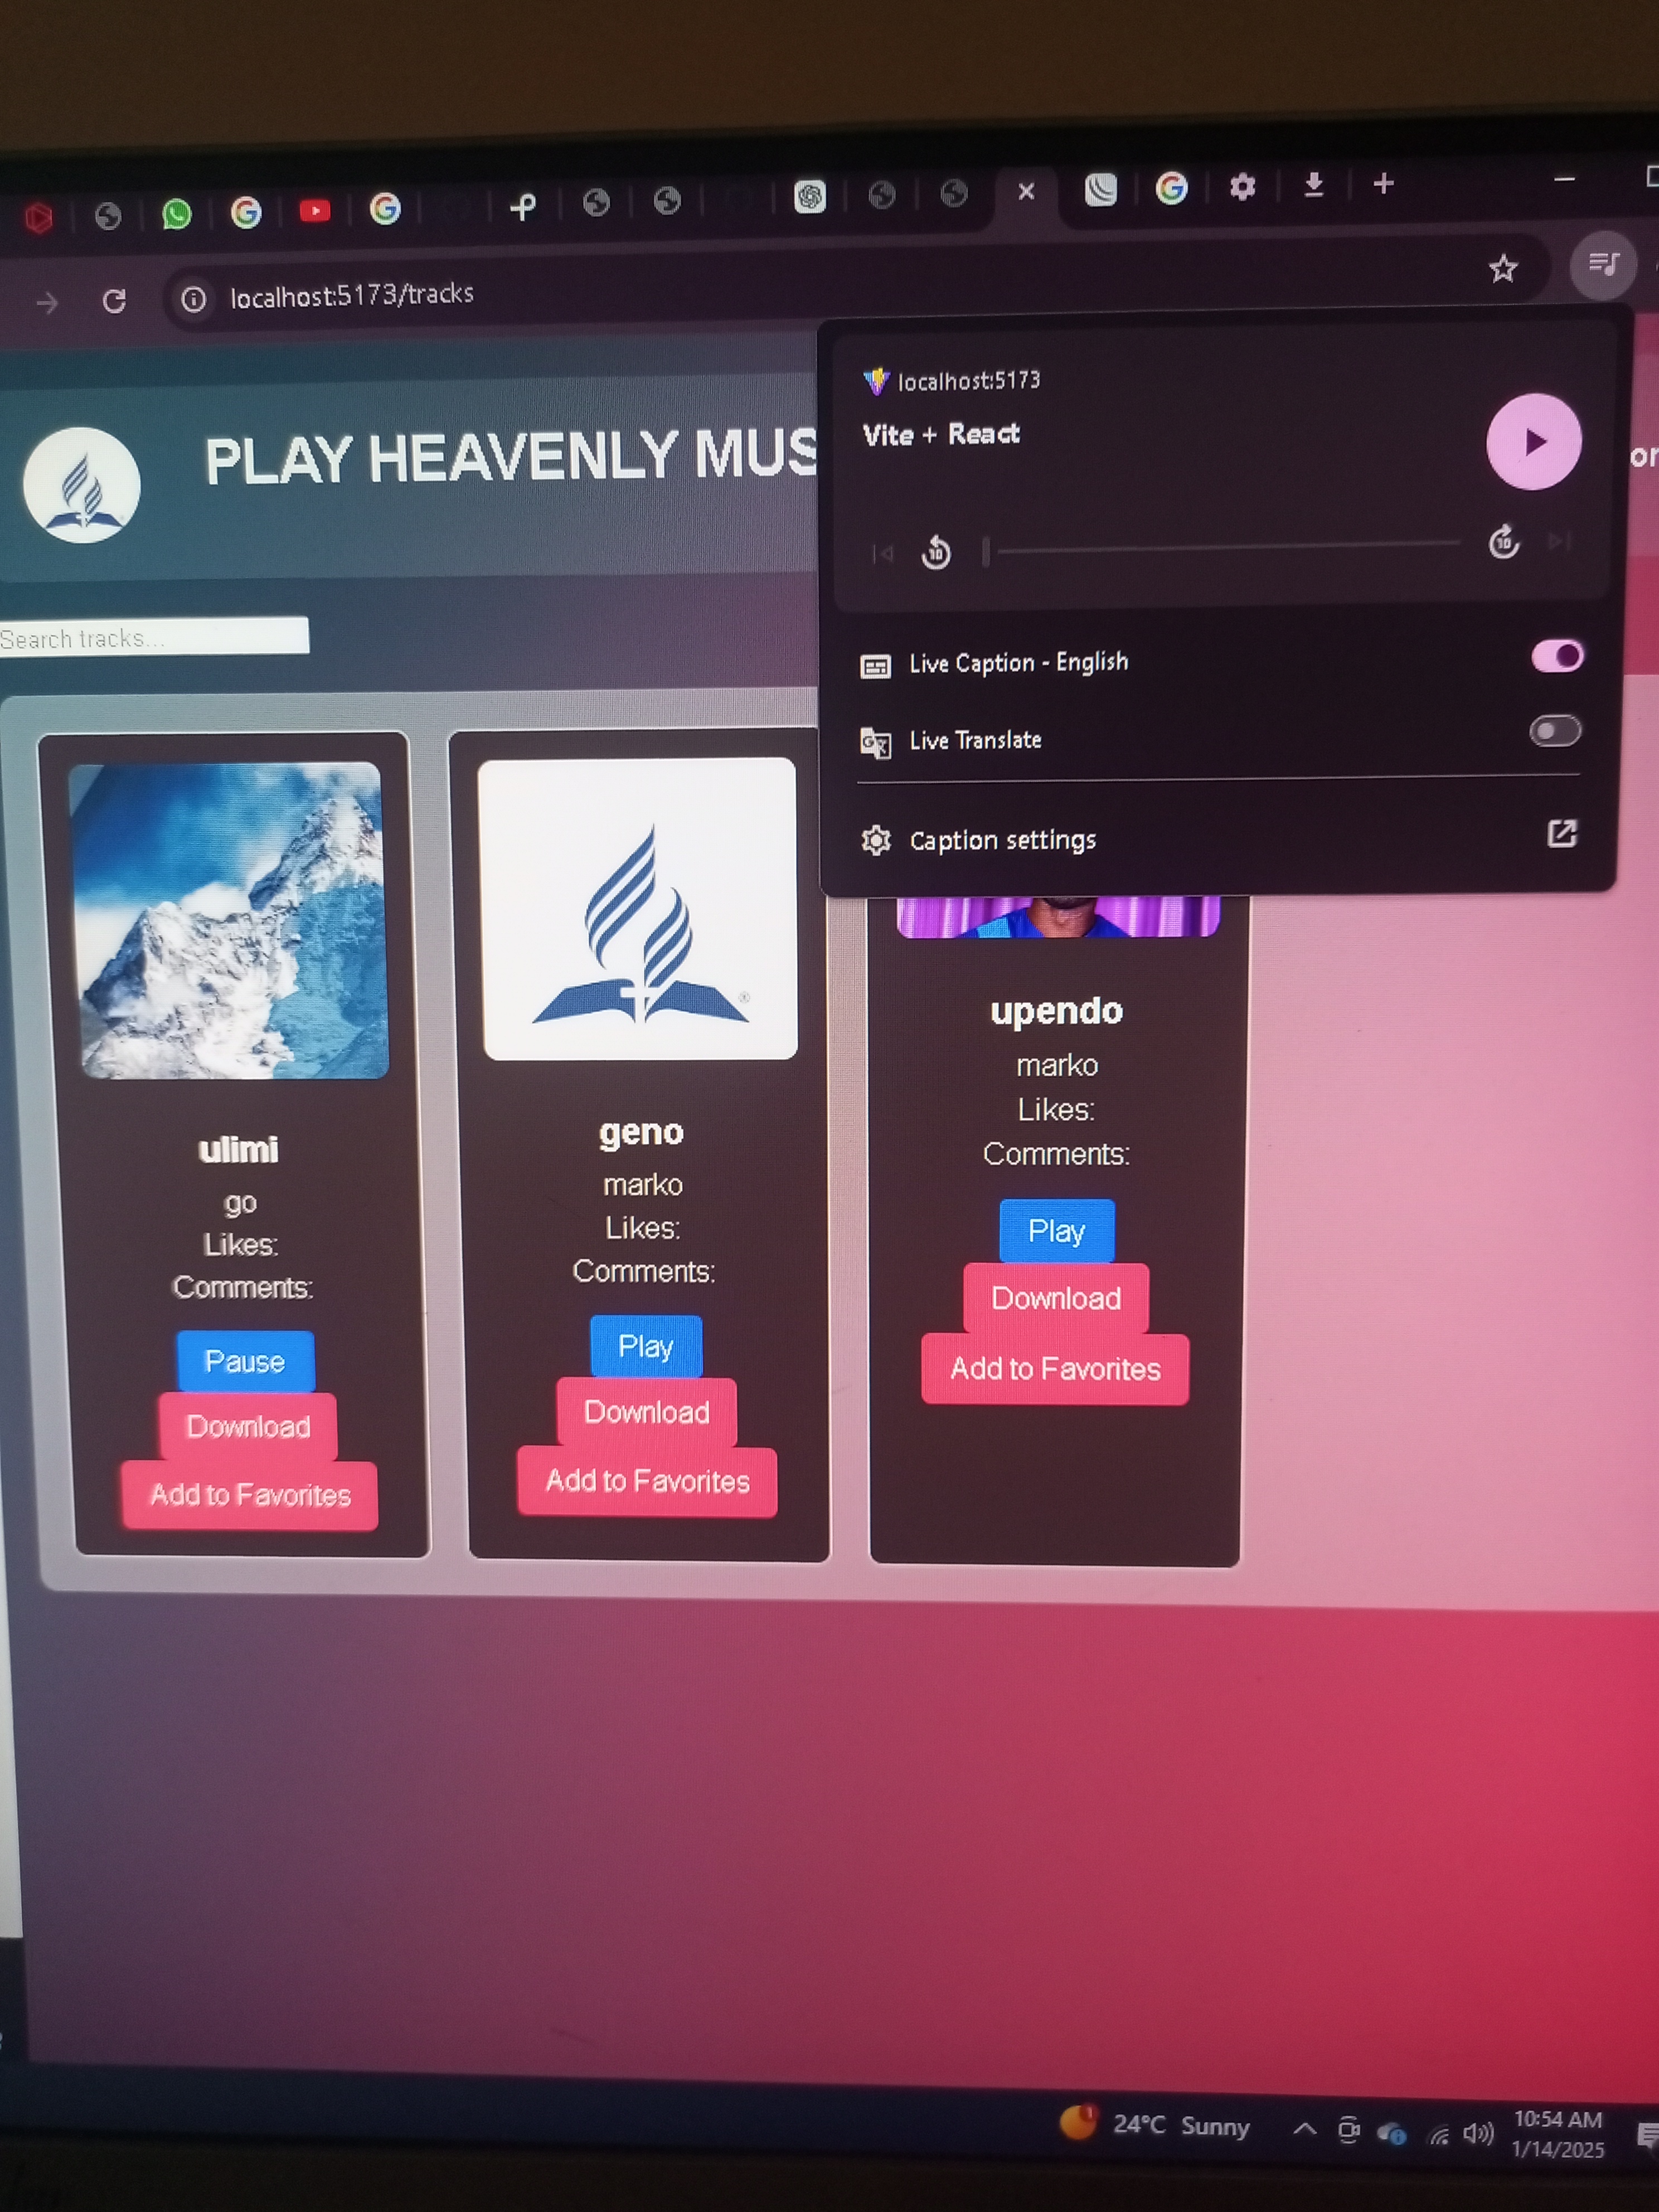 localhost:5173/tracks
localhost:5173
Vite + React
10
10
Live Caption - English
Live Translate
Caption settings
PLAY HEAVENLY MUS
or
Search tracks...
ulimi
go
Likes:
Comments:
Pause
Download
Add to Favorites
geno
marko
Likes:
Comments:
Play
Download
Add to Favorites
upendo
marko
Likes:
Comments:
Play
Download
Add to Favorites
24°C Sunny
10:54 AM
1/14/2025